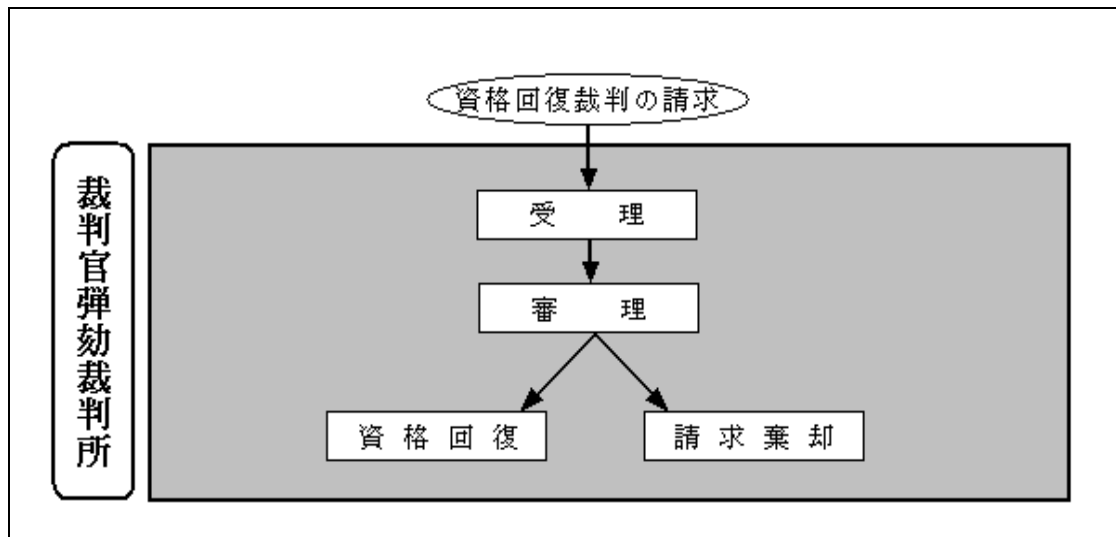 資格回復裁判の請求
裁判官弾劾裁判所
受理
審理
資格回復
請求棄却